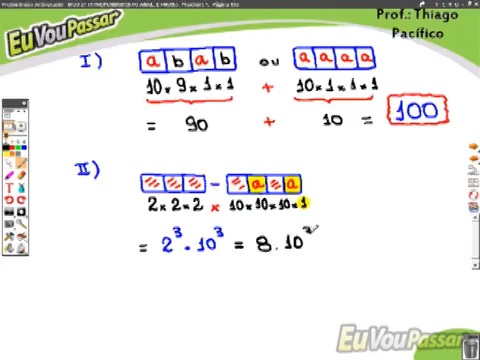 Prof.: Thiago
Pacífico
EuVouPassar
I) a b a b ou a a a a
10 × 9 × 1 × 1 + 10 × 1 × 1 × 1
= 90 + 10 = 100
II) - a a
2 × 2 × 2 × 10 × 10 × 10 × 1
= 2³ · 10³ = 8 . 10
EuVouPassar